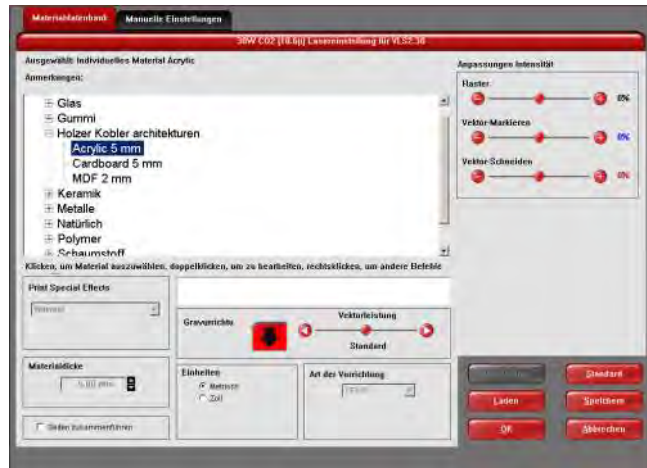 Materialdatenbank Manuelle Einstellungen
30W CO2 (10.6µ) Lasereinstellung für VLS2.30
Ausgewählt: Individuelles Material Acrylic
Anmerkungen:
Glas
Gummi
Holzer Kobler architekturen
Acrylic 5 mm
Cardboard 5 mm
MDF 2 mm
Keramik
Metalle
Natürlich
Polymer
Schaumstoff
Klicken, um Material auszuwählen, doppelklicken, um zu bearbeiten, rechtsklicken, um andere Befehle
Anpassungen Intensität
Raster
0%
Vektor-Markieren
0%
Vektor-Schneiden
0%
Print Special Effects
Gravurrichtu
Vektorleistung
Standard
Materialdicke
Einheiten
Metrisch
Zoll
Art der Vorrichtung
Seiten zusammenführen
Standard
Laden
Speichern
OK
Abbrechen